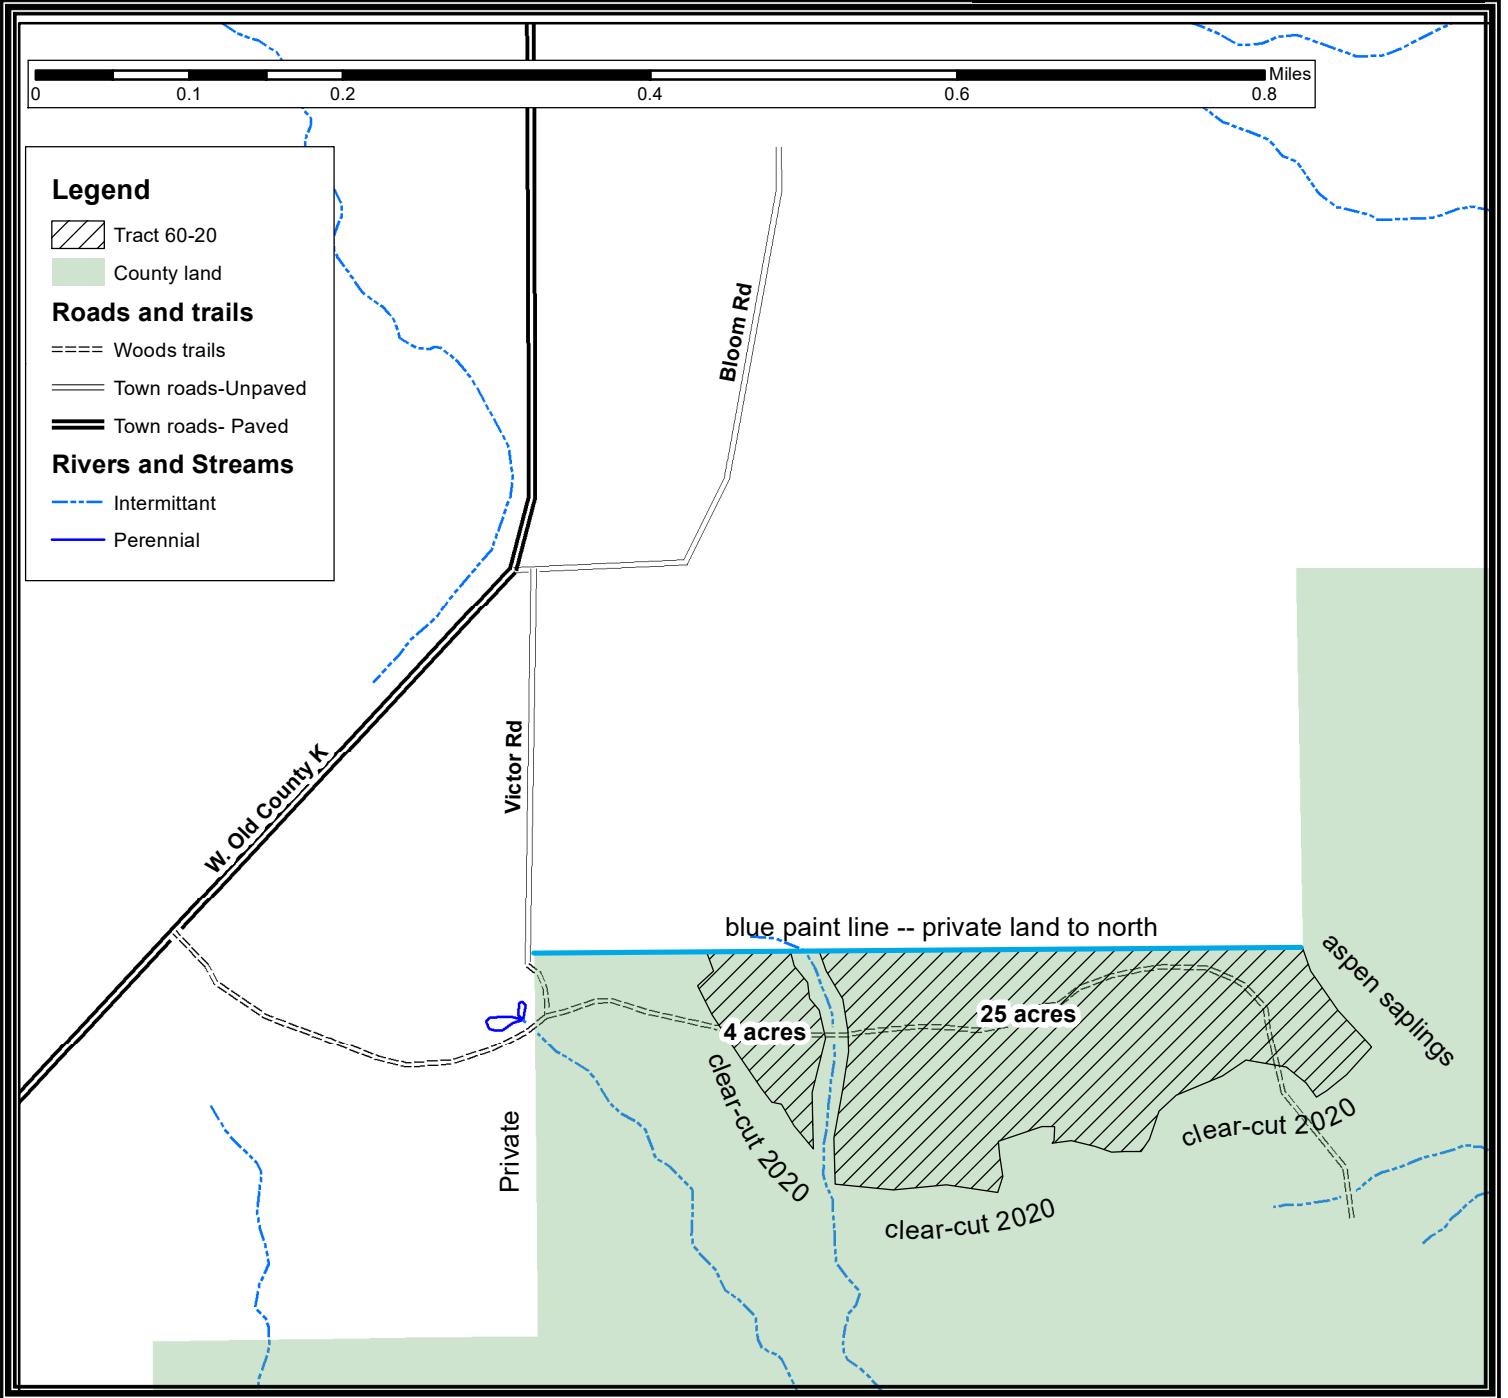 Miles
0 0.1 0.2 0.4 0.6 0.8
Legend
Tract 60-20
County land
Roads and trails
Woods trails
Town roads-Unpaved
Town roads- Paved
Rivers and Streams
Intermittant
Perennial
Bloom Rd
W. Old County K
Victor Rd
blue paint line -- private land to north
aspen saplings
25 acres
4 acres
clear-cut 2020
clear-cut 2020
Private
clear-cut 2020